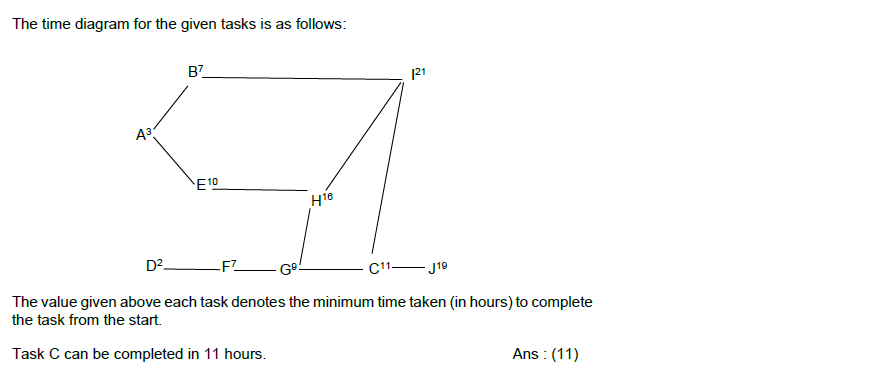 The time diagram for the given tasks is as follows:
B7 I21
A3
E10
H16
D2 F7 G9 C11 J19
The value given above each task denotes the minimum time taken (in hours) to complete
the task from the start.
Task C can be completed in 11 hours. Ans : (11)